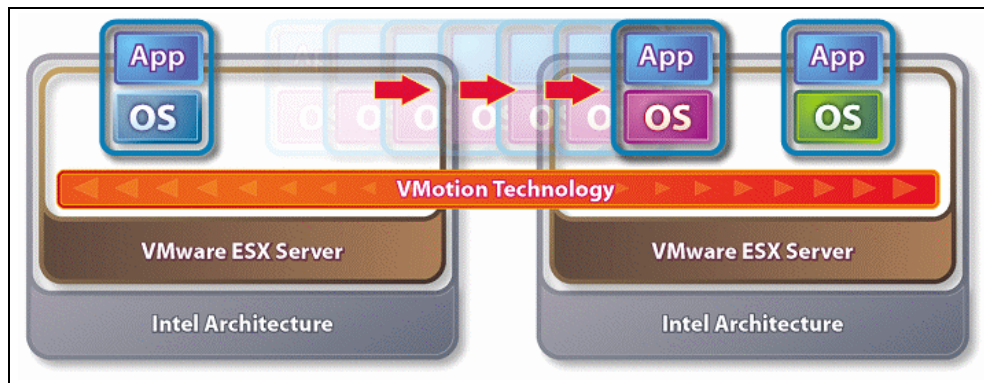 App
OS
App
OS
App
OS
VMotion Technology
VMware ESX Server
VMware ESX Server
Intel Architecture
Intel Architecture